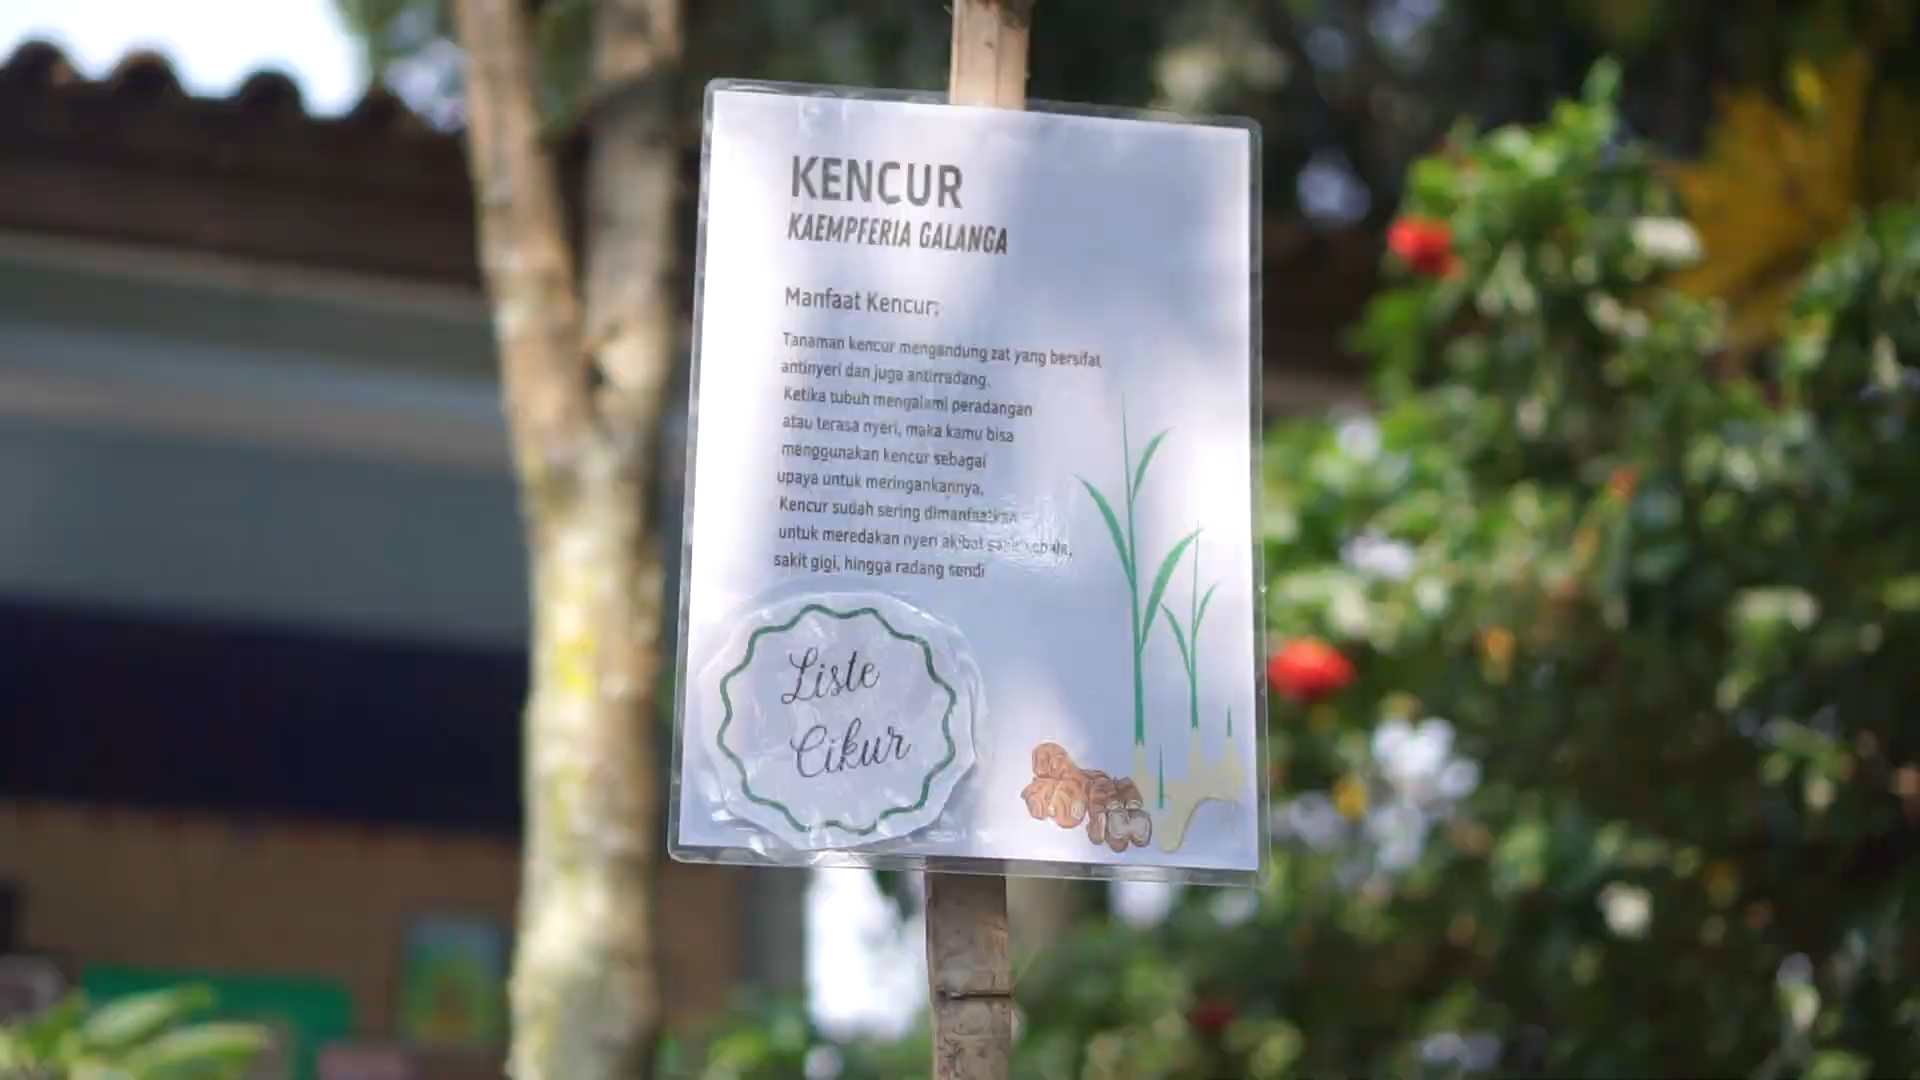 KENCUR
KAEMPFERIA GALANGA
Manfaat Kencur:
Tanaman kencur mengandung zat yang bersifat
antinyeri dan juga antirradang.
Ketika tubuh mengalami peradangan
atau terasa nyeri, maka kamu bisa
menggunakan kencur sebagai
upaya untuk meringankannya.
Kencur sudah sering dimanfaatkan
untuk meredakan nyeri akibat sakit
sakit gigi, hingga radang sendi
Liste
Cikur